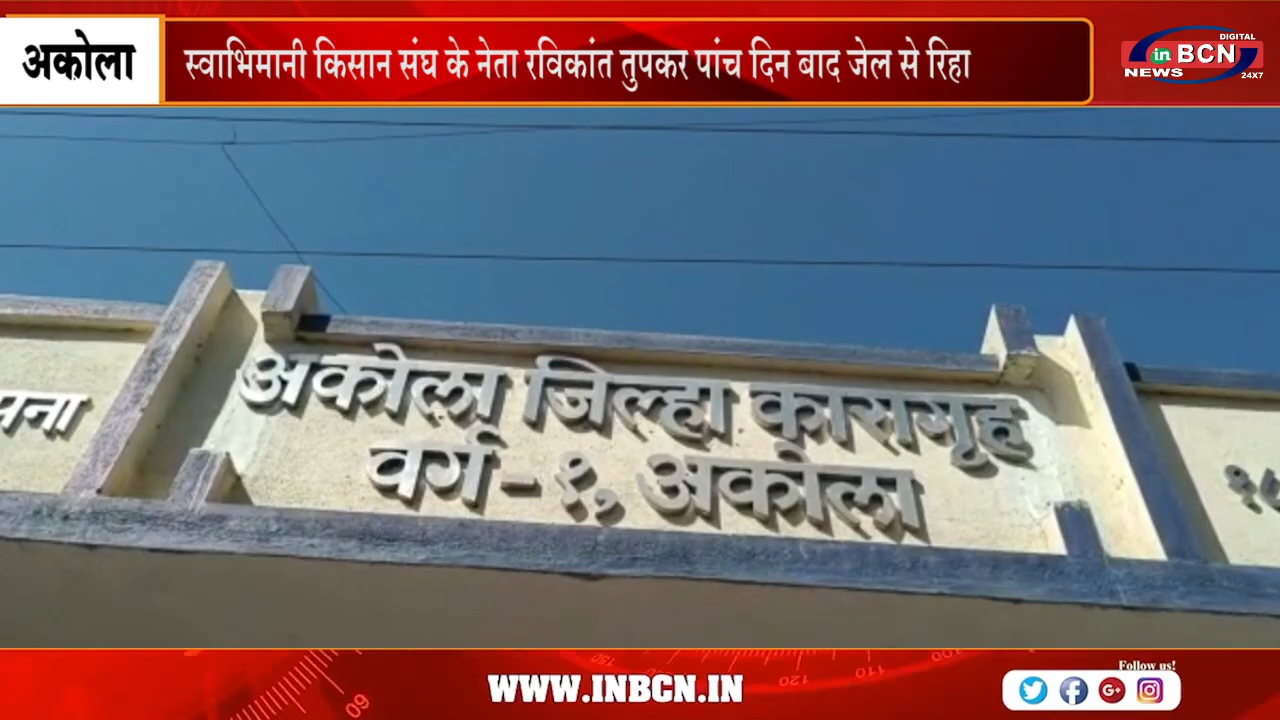 अकोला
स्वाभिमानी किसान संघ के नेता रविकांत तुपकर पांच दिन बाद जेल से रिहा
DIGITAL
in BCN
NEWS 24X7
अकोला जिल्हा कारागृह
वर्ग-१, अकोला
WWW.INBCN.IN
Follow us!